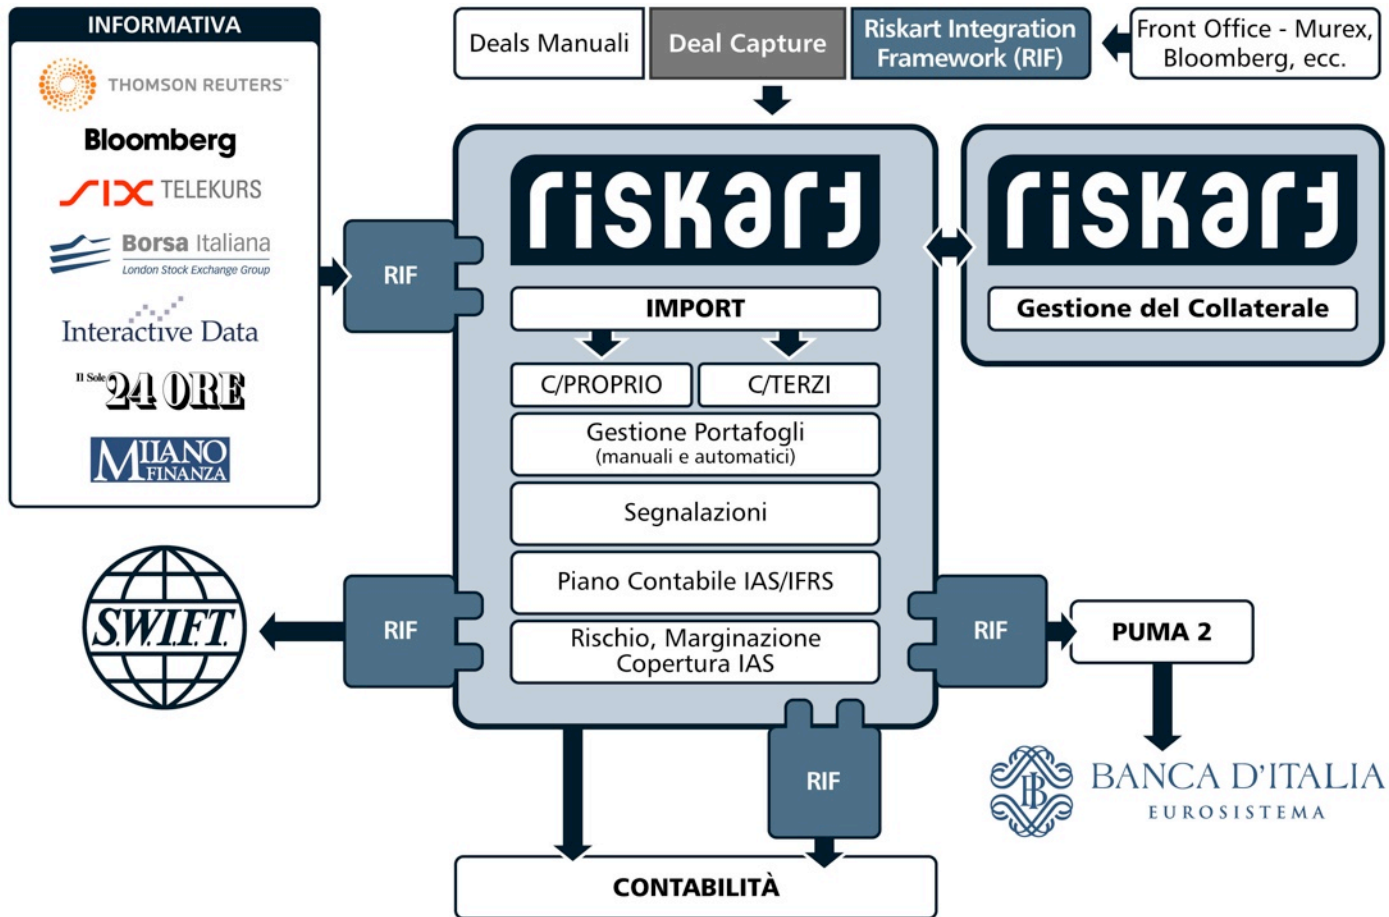 INFORMATIVA
THOMSON REUTERS™
Bloomberg
SIX TELEKURS
Borsa Italiana
London Stock Exchange Group
Interactive Data
Il Sole 24 ORE
MILANO
FINANZA
Deals Manuali
Deal Capture
Riskart Integration
Framework (RIF)
Front Office - Murex,
Bloomberg, ecc.
RIF
riskart
IMPORT
C/PROPRIO
C/TERZI
Gestione Portafogli
(manuali e automatici)
Segnalazioni
Piano Contabile IAS/IFRS
Rischio, Marginazione
Copertura IAS
riskart
Gestione del Collaterale
S.W.I.F.T.
RIF
RIF
PUMA 2
BANCA D'ITALIA
EUROSISTEMA
RIF
CONTABILITÀ